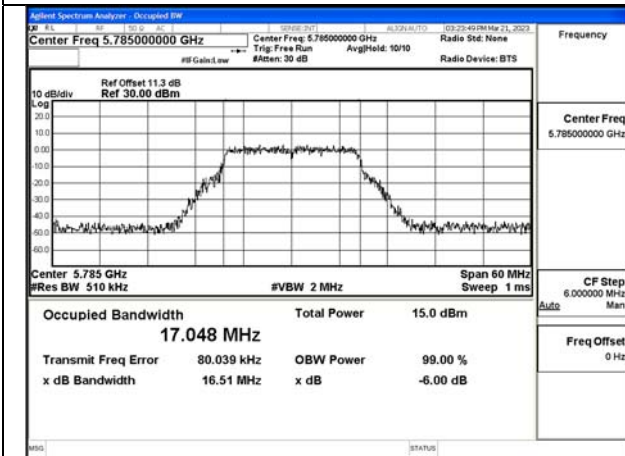 Agilent Spectrum Analyzer - Occupied BW
RL RF 50 Ω AC SENSE:INT ALIGN AUTO 03:23:49 PM Mar 21, 2023
Center Freq 5.785000000 GHz
Center Freq: 5.785000000 GHz
Radio Std: None
Trig: Free Run Avg|Hold: 10/10
#IFGain:Low #Atten: 30 dB Radio Device: BTS
Ref Offset 11.3 dB
10 dB/div Ref 30.00 dBm
Log
20.0
10.0
0.00
-10.0
-20.0
-30.0
-40.0
-50.0
-60.0
Center 5.785 GHz Span 60 MHz
#Res BW 510 kHz #VBW 2 MHz Sweep 1 ms
Occupied Bandwidth Total Power 15.0 dBm
17.048 MHz
Transmit Freq Error 80.039 kHz OBW Power 99.00 %
x dB Bandwidth 16.51 MHz x dB -6.00 dB
MSG STATUS
Frequency
Center Freq
5.785000000 GHz
CF Step
6.000000 MHz
Auto Man
Freq Offset
0 Hz